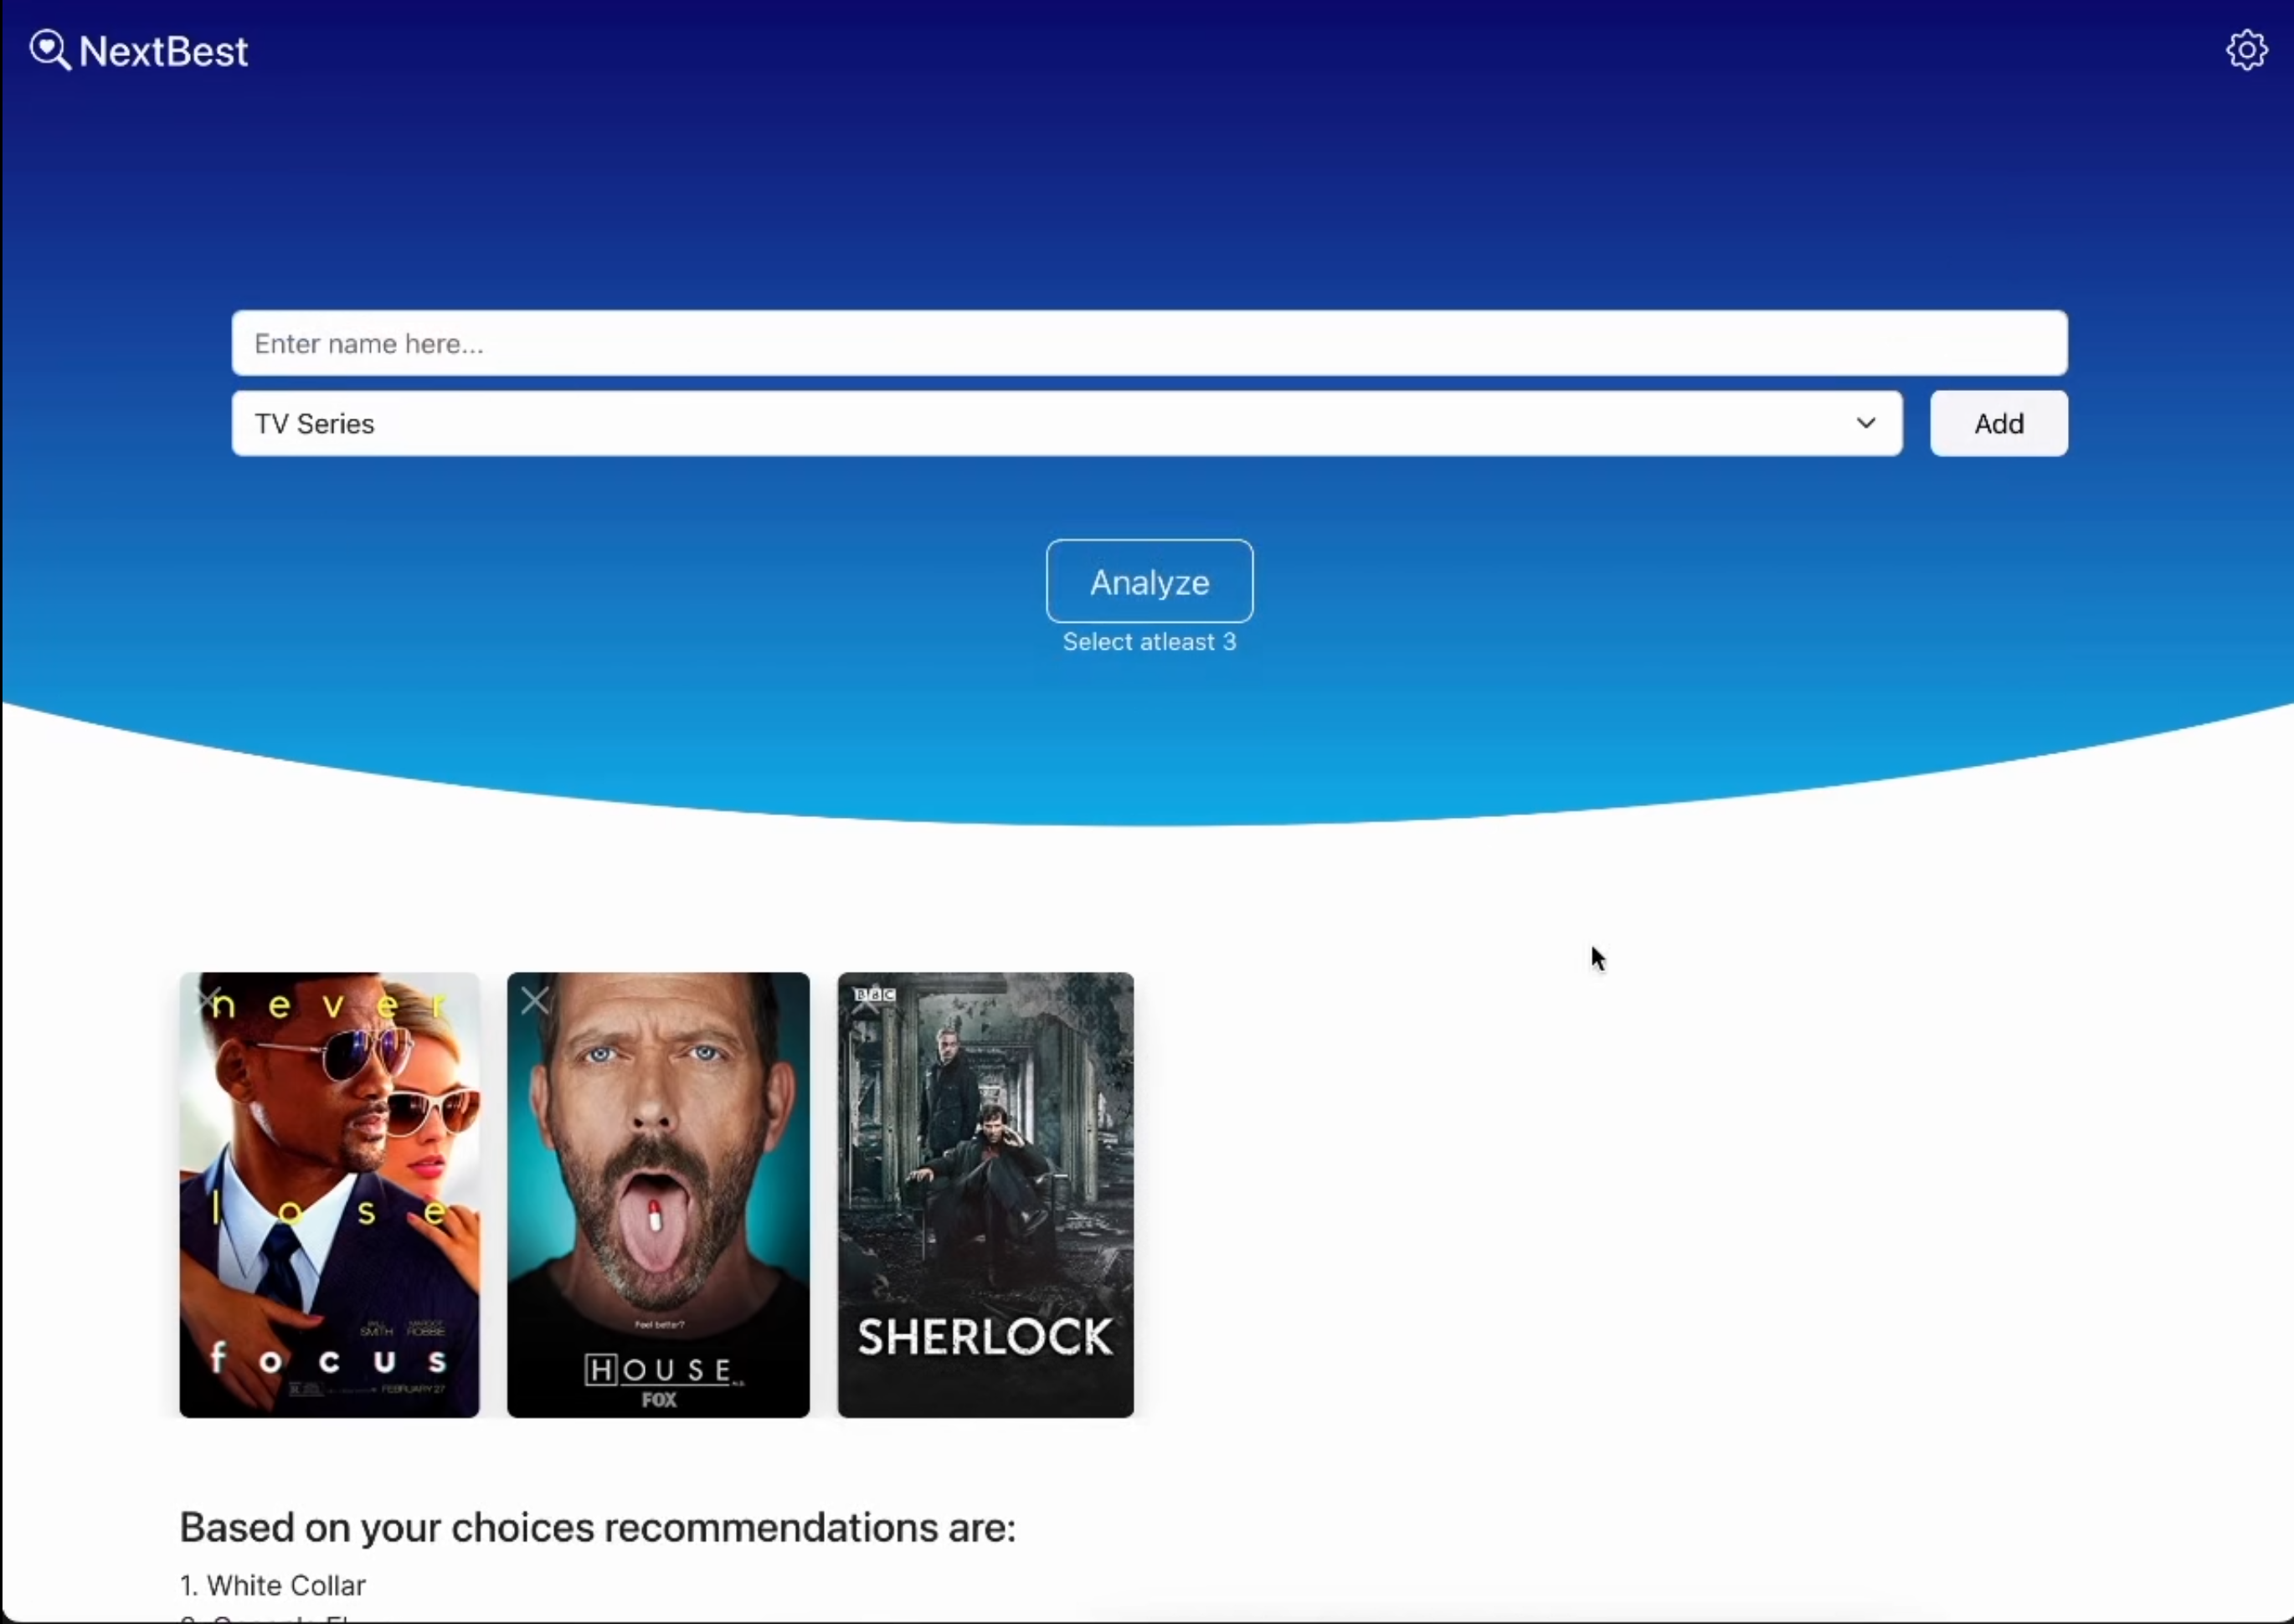 NextBest
Enter name here...
TV Series
Add
Analyze
Select atleast 3
never
lose
SMITH
ROBBIE
focus
FEBRUARY 27
Feel better?
HOUSE
FOX
BBC
SHERLOCK
Based on your choices recommendations are:
1. White Collar